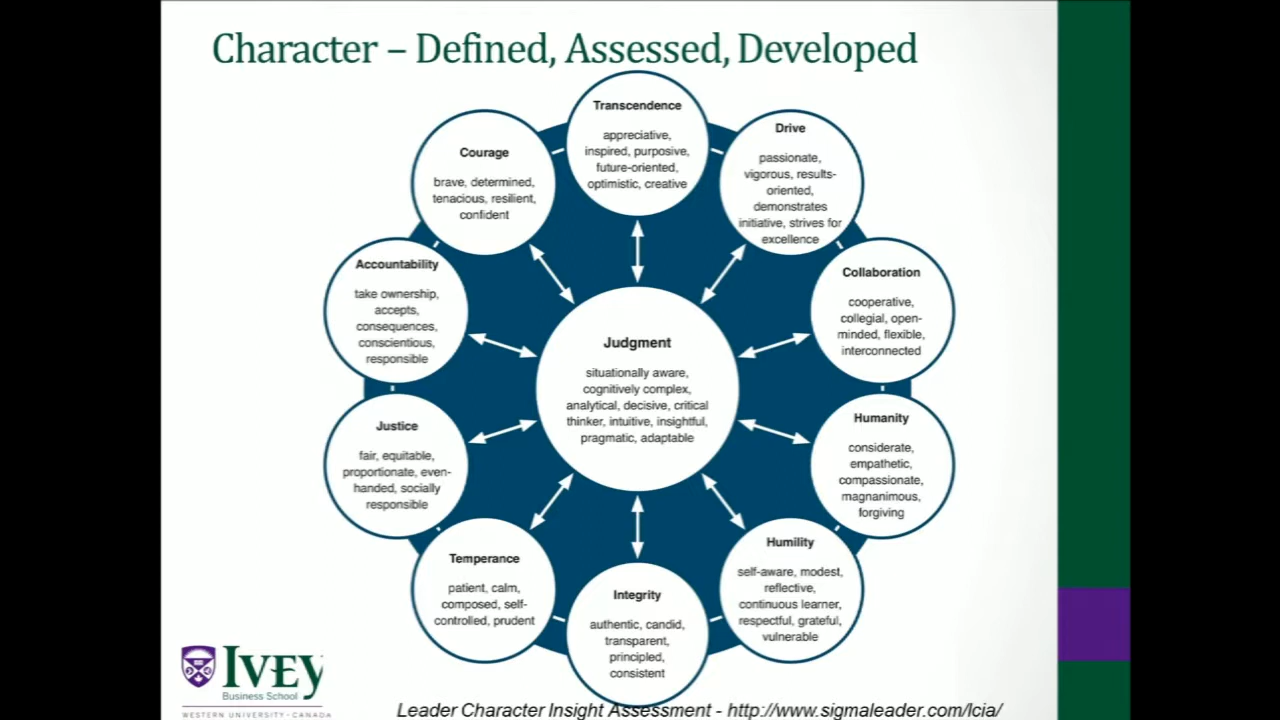 Character – Defined, Assessed, Developed
Transcendence
appreciative,
inspired, purposive,
future-oriented,
optimistic, creative
Drive
passionate,
vigorous, results-
oriented,
demonstrates
initiative, strives for
excellence
Collaboration
cooperative,
collegial, open-
minded, flexible,
interconnected
Humanity
considerate,
empathetic,
compassionate,
magnanimous,
forgiving
Humility
self-aware, modest,
reflective,
continuous learner,
respectful, grateful,
vulnerable
Integrity
authentic, candid,
transparent,
principled,
consistent
Temperance
patient, calm,
composed, self-
controlled, prudent
Justice
fair, equitable,
proportionate, even-
handed, socially
responsible
Accountability
take ownership,
accepts,
consequences,
conscientious,
responsible
Courage
brave, determined,
tenacious, resilient,
confident
Judgment
situationally aware,
cognitively complex,
analytical, decisive, critical
thinker, intuitive, insightful,
pragmatic, adaptable
IVEY
Business School
WESTERN UNIVERSITY · CANADA
Leader Character Insight Assessment - http://www.sigmaleader.com/lcia/